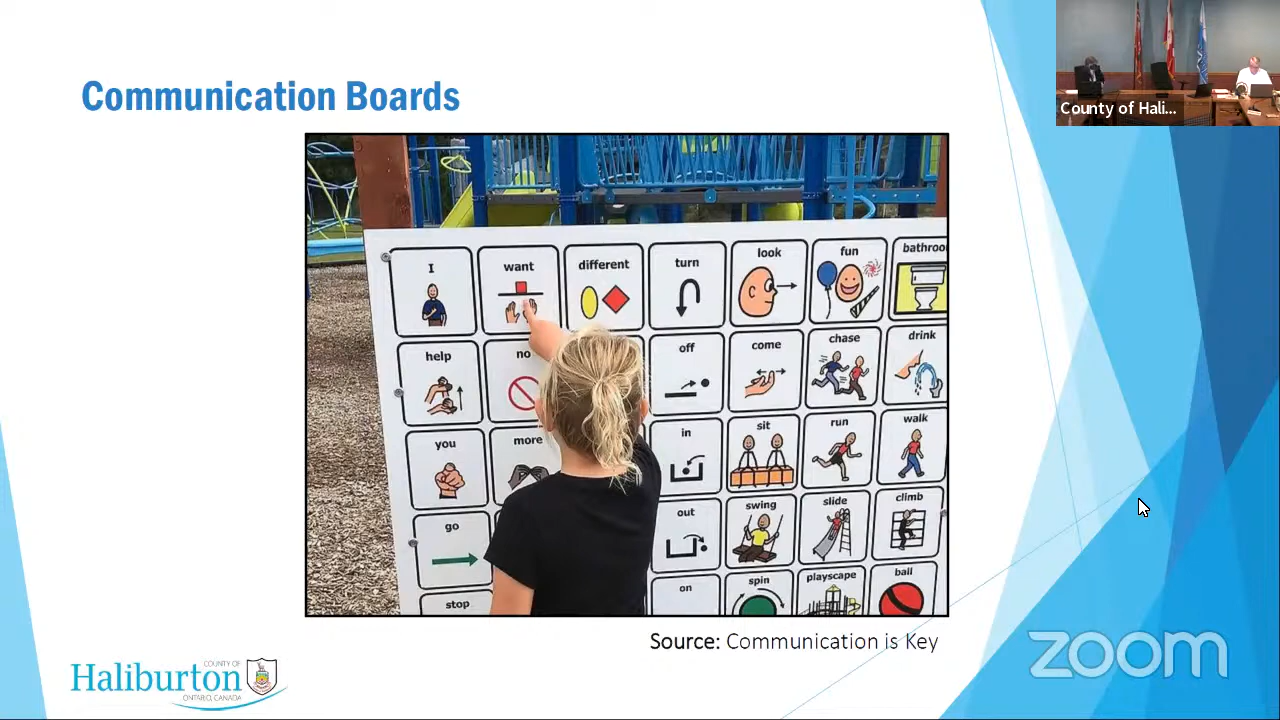 Communication Boards
County of Hali...
I want different turn look fun bathroo
help no off come chase drink
you more in sit run walk
go out swing slide climb
stop on spin playscape ball
Source: Communication is Key
COUNTY OF
Haliburton
ONTARIO, CANADA
zoom